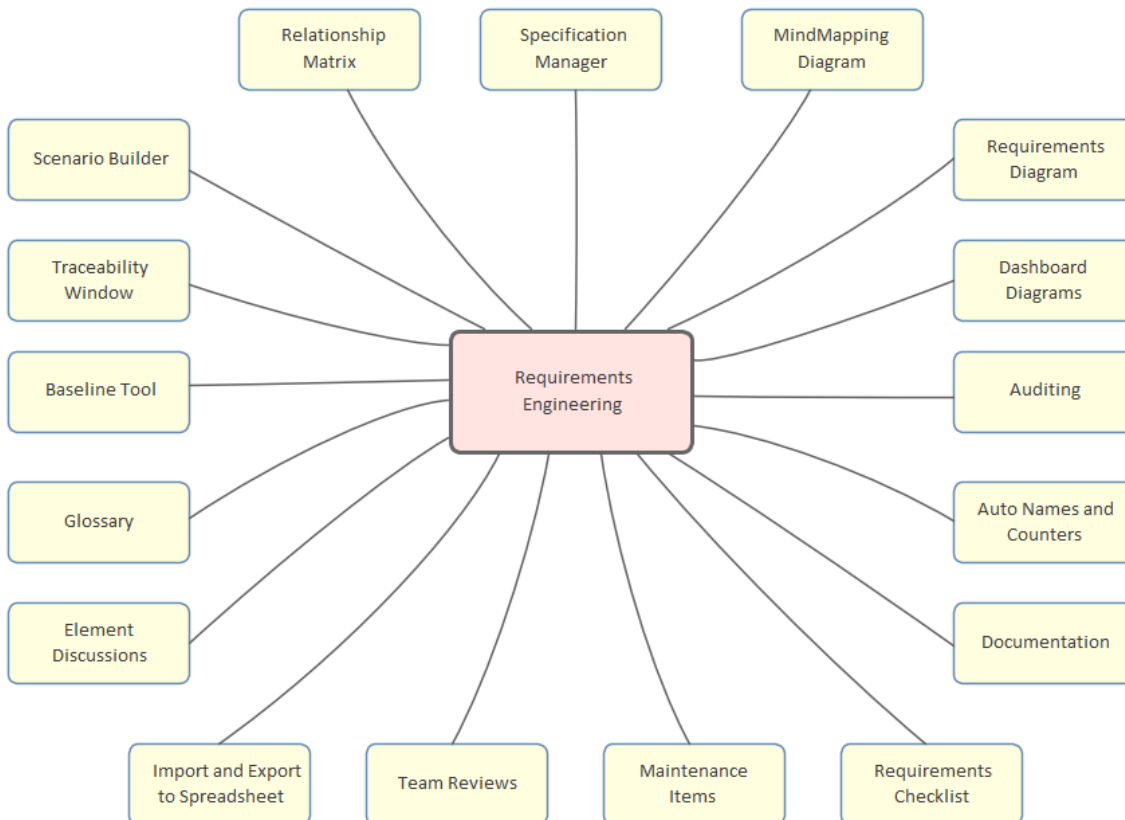 Relationship
Matrix
Specification
Manager
MindMapping
Diagram
Scenario Builder
Requirements
Diagram
Traceability
Window
Dashboard
Diagrams
Baseline Tool
Requirements
Engineering
Auditing
Glossary
Auto Names and
Counters
Element
Discussions
Documentation
Import and Export
to Spreadsheet
Team Reviews
Maintenance
Items
Requirements
Checklist